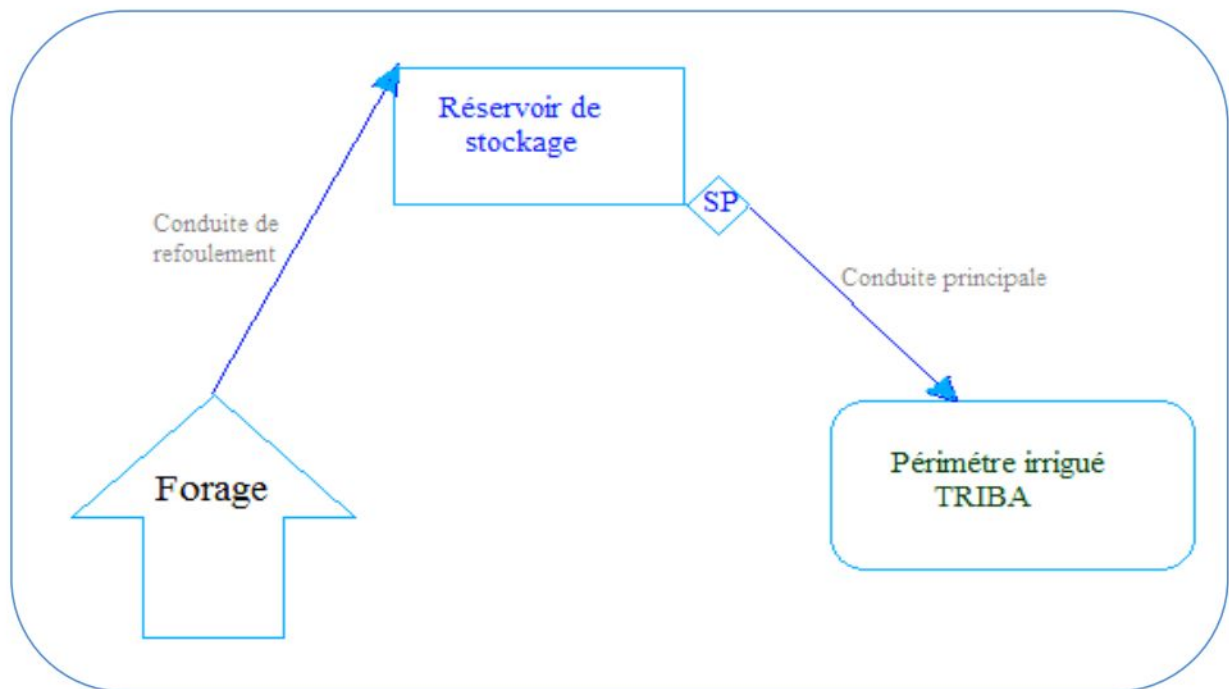 Réservoir de
stockage
SP
Conduite de
refoulement
Conduite principale
Forage
Périmétre irrigué
TRIBA